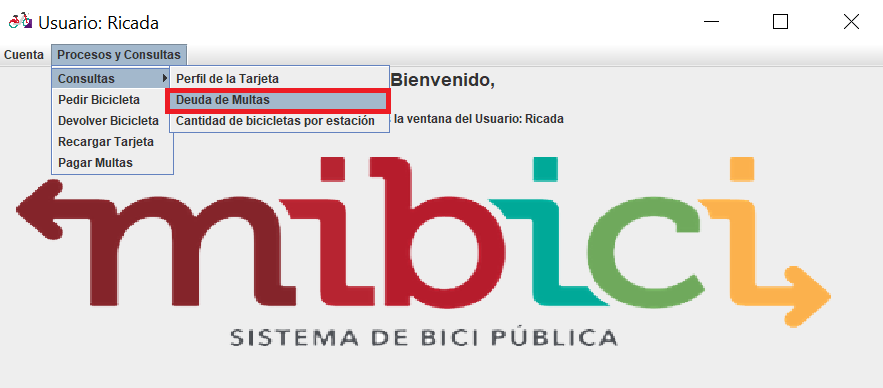 Usuario: Ricada
Cuenta Procesos y Consultas
Consultas
Pedir Bicicleta
Devolver Bicicleta
Recargar Tarjeta
Pagar Multas
Perfil de la Tarjeta
Deuda de Multas
Cantidad de bicicletas por estación
Bienvenido,
la ventana del Usuario: Ricada
mibici
SISTEMA DE BICI PÚBLICA